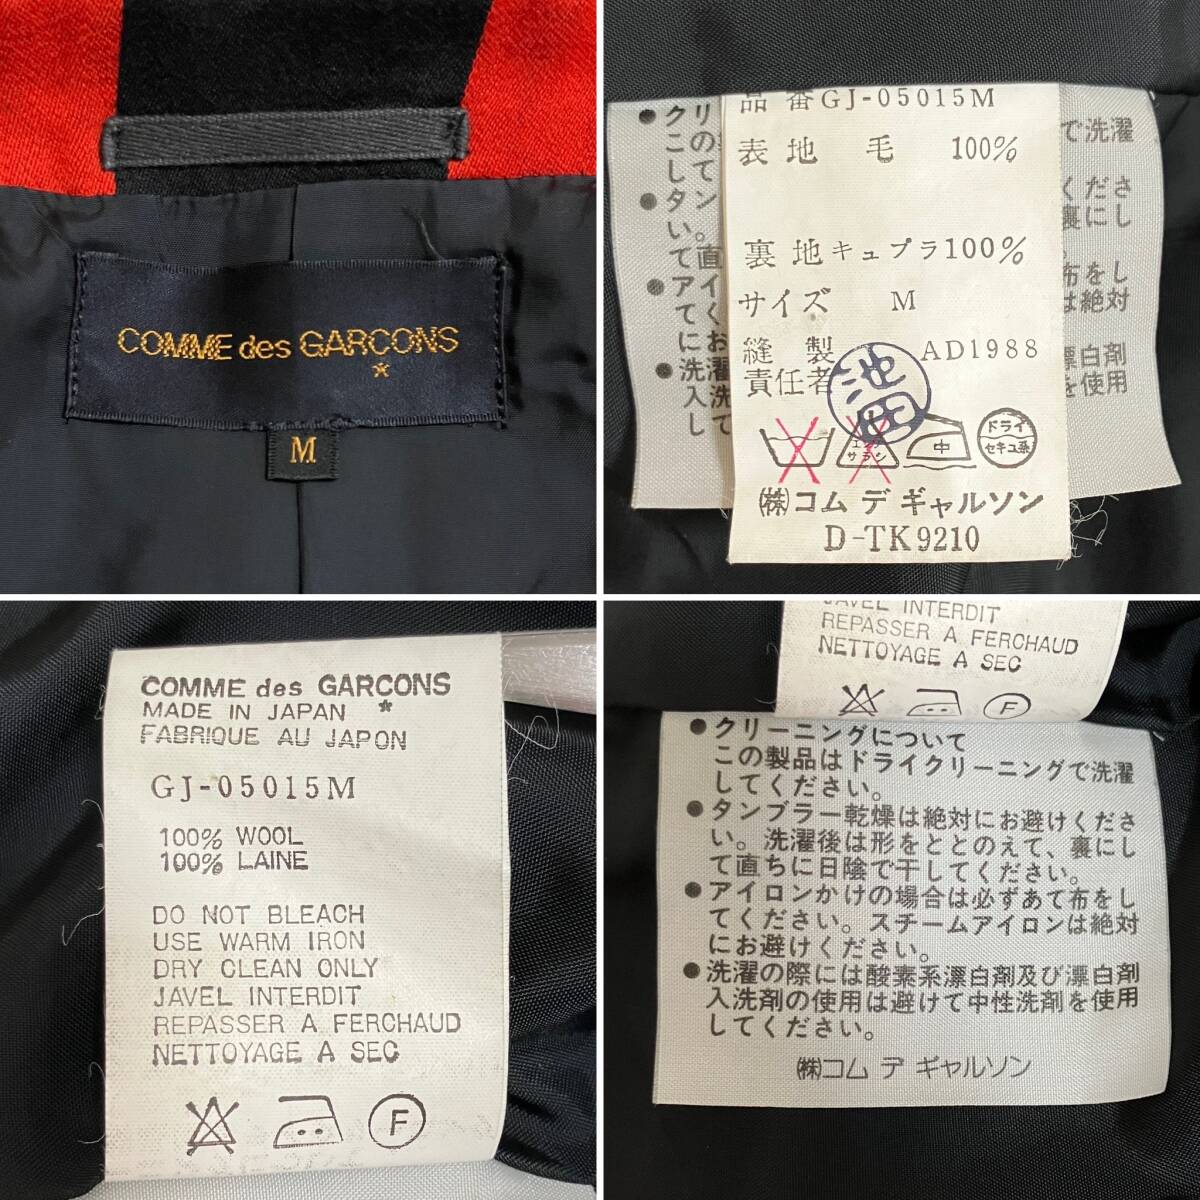 COMME des GARCONS
*
M
品番GJ-05015M
表地 毛 100%
裏地キュプラ100%
サイズ M
縫製 AD1988
責任者
池田
エンソ
サラシ
中
ドライ
セキユ系
㈱コム デ ギャルソン
D-TK9210
COMME des GARCONS
MADE IN JAPAN *
FABRIQUE AU JAPON
GJ-05015M
100% WOOL
100% LAINE
DO NOT BLEACH
USE WARM IRON
DRY CLEAN ONLY
JAVEL INTERDIT
REPASSER A FERCHAUD
NETTOYAGE A SEC
F
JAVEL INTERDIT
REPASSER A FERCHAUD
NETTOYAGE A SEC
F
●クリーニングについて
この製品はドライクリーニングで洗濯
してください。
●タンブラー乾燥は絶対にお避けくださ
い。洗濯後は形をととのえて、裏にし
て直ちに日陰で干してください。
●アイロンかけの場合は必ずあて布をし
てください。スチームアイロンは絶対
にお避けください。
●洗濯の際には酸素系漂白剤及び漂白剤
入洗剤の使用は避けて中性洗剤を使用
してください。
㈱コム デ ギャルソン